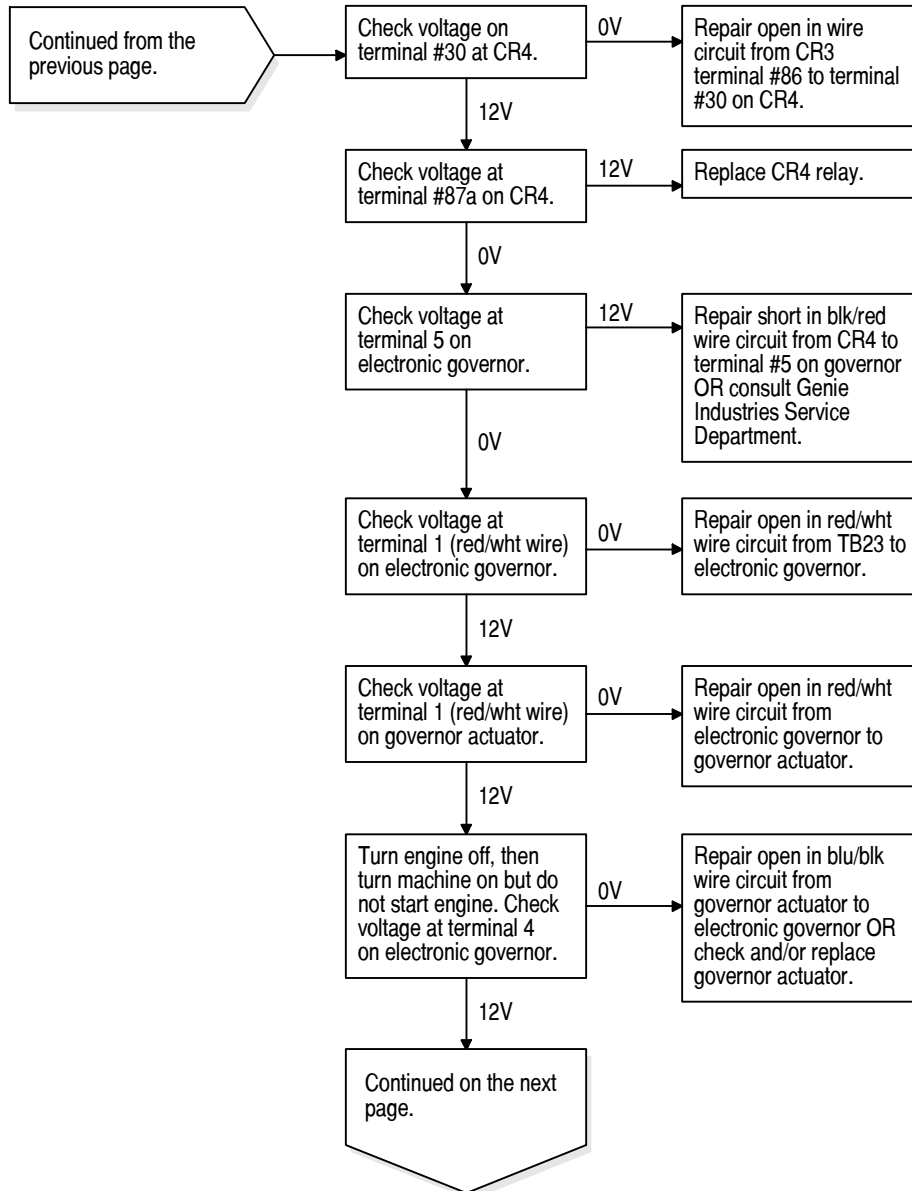 Continued from the
previous page.
Check voltage on
terminal #30 at CR4.
0V
Repair open in wire
circuit from CR3
terminal #86 to terminal
#30 on CR4.
12V
Check voltage at
terminal #87a on CR4.
12V
Replace CR4 relay.
0V
Check voltage at
terminal 5 on
electronic governor.
12V
Repair short in blk/red
wire circuit from CR4 to
terminal #5 on governor
OR consult Genie
Industries Service
Department.
0V
Check voltage at
terminal 1 (red/wht wire)
on electronic governor.
0V
Repair open in red/wht
wire circuit from TB23 to
electronic governor.
12V
Check voltage at
terminal 1 (red/wht wire)
on governor actuator.
0V
Repair open in red/wht
wire circuit from
electronic governor to
governor actuator.
12V
Turn engine off, then
turn machine on but do
not start engine. Check
voltage at terminal 4
on electronic governor.
0V
Repair open in blu/blk
wire circuit from
governor actuator to
electronic governor OR
check and/or replace
governor actuator.
12V
Continued on the next
page.